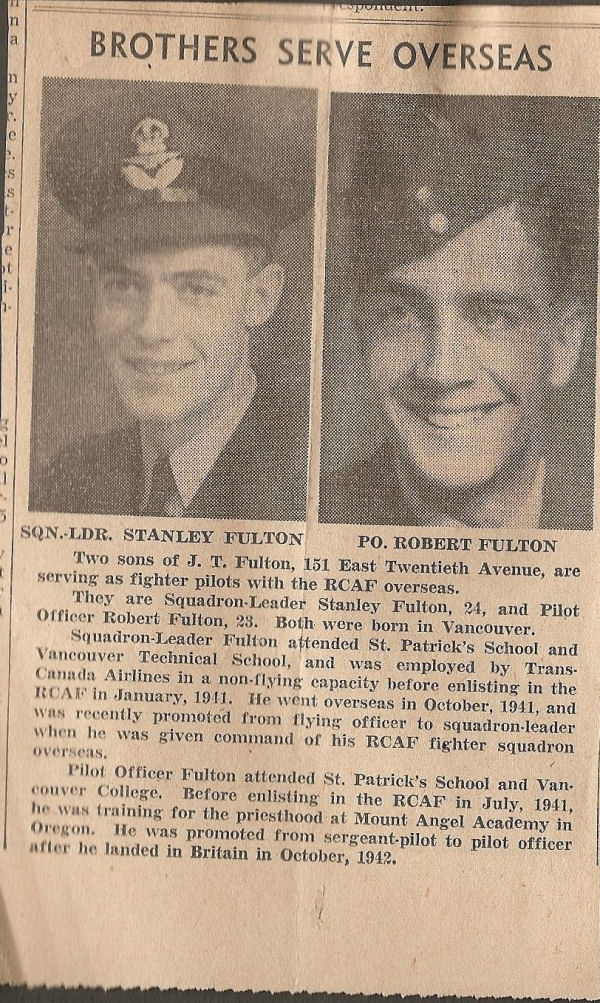 respondent.
BROTHERS SERVE OVERSEAS
SQN.-LDR. STANLEY FULTON
PO. ROBERT FULTON
Two sons of J. T. Fulton, 151 East Twentieth Avenue, are
serving as fighter pilots with the RCAF overseas.
They are Squadron-Leader Stanley Fulton, 24, and Pilot
Officer Robert Fulton, 23. Both were born in Vancouver.
Squadron-Leader Fulton attended St. Patrick's School and
Vancouver Technical School, and was employed by Trans-
Canada Airlines in a non-flying capacity before enlisting in the
RCAF in January, 1941. He went overseas in October, 1941, and
was recently promoted from flying officer to squadron-leader
when he was given command of his RCAF fighter squadron
overseas.
Pilot Officer Fulton attended St. Patrick's School and Van-
couver College. Before enlisting in the RCAF in July, 1941,
he was training for the priesthood at Mount Angel Academy in
Oregon. He was promoted from sergeant-pilot to pilot officer
after he landed in Britain in October, 1942.